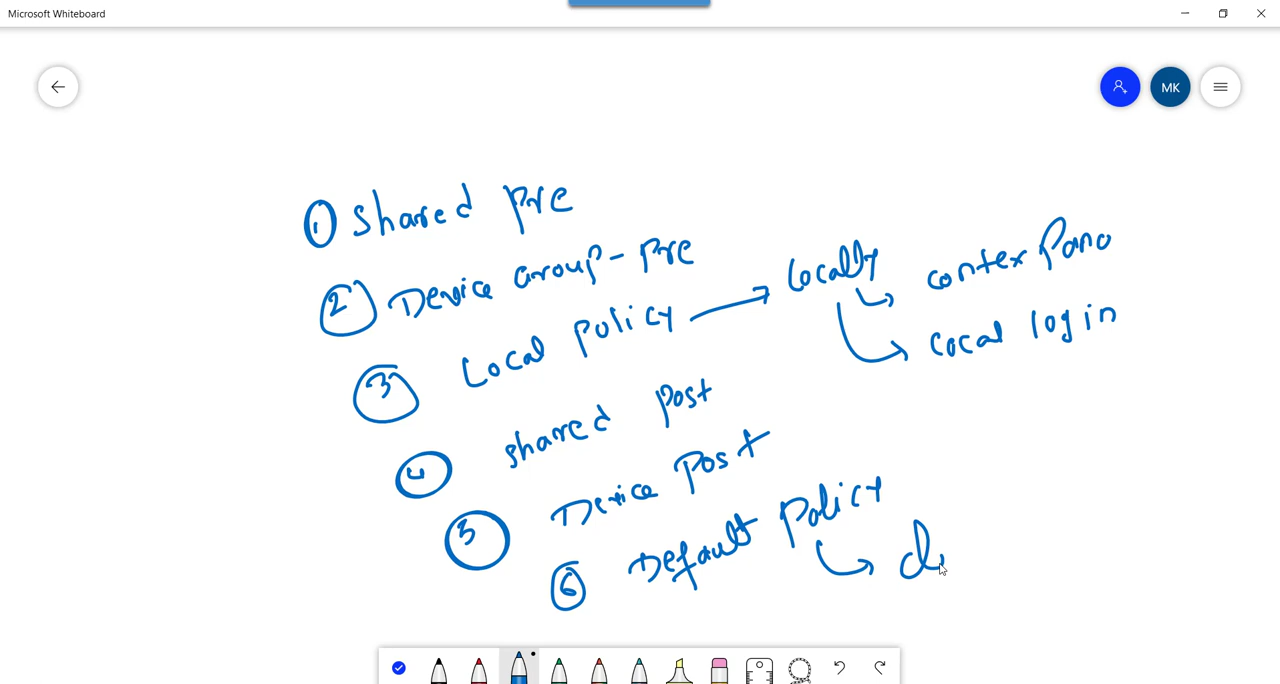 Microsoft Whiteboard
MK
① Shared Pre
② Device Group - Pre
③ Local Policy → Locally
↳ contex Pano
↳ Local login
④ shared post
⑤ Device Post
⑥ Default Policy
↳